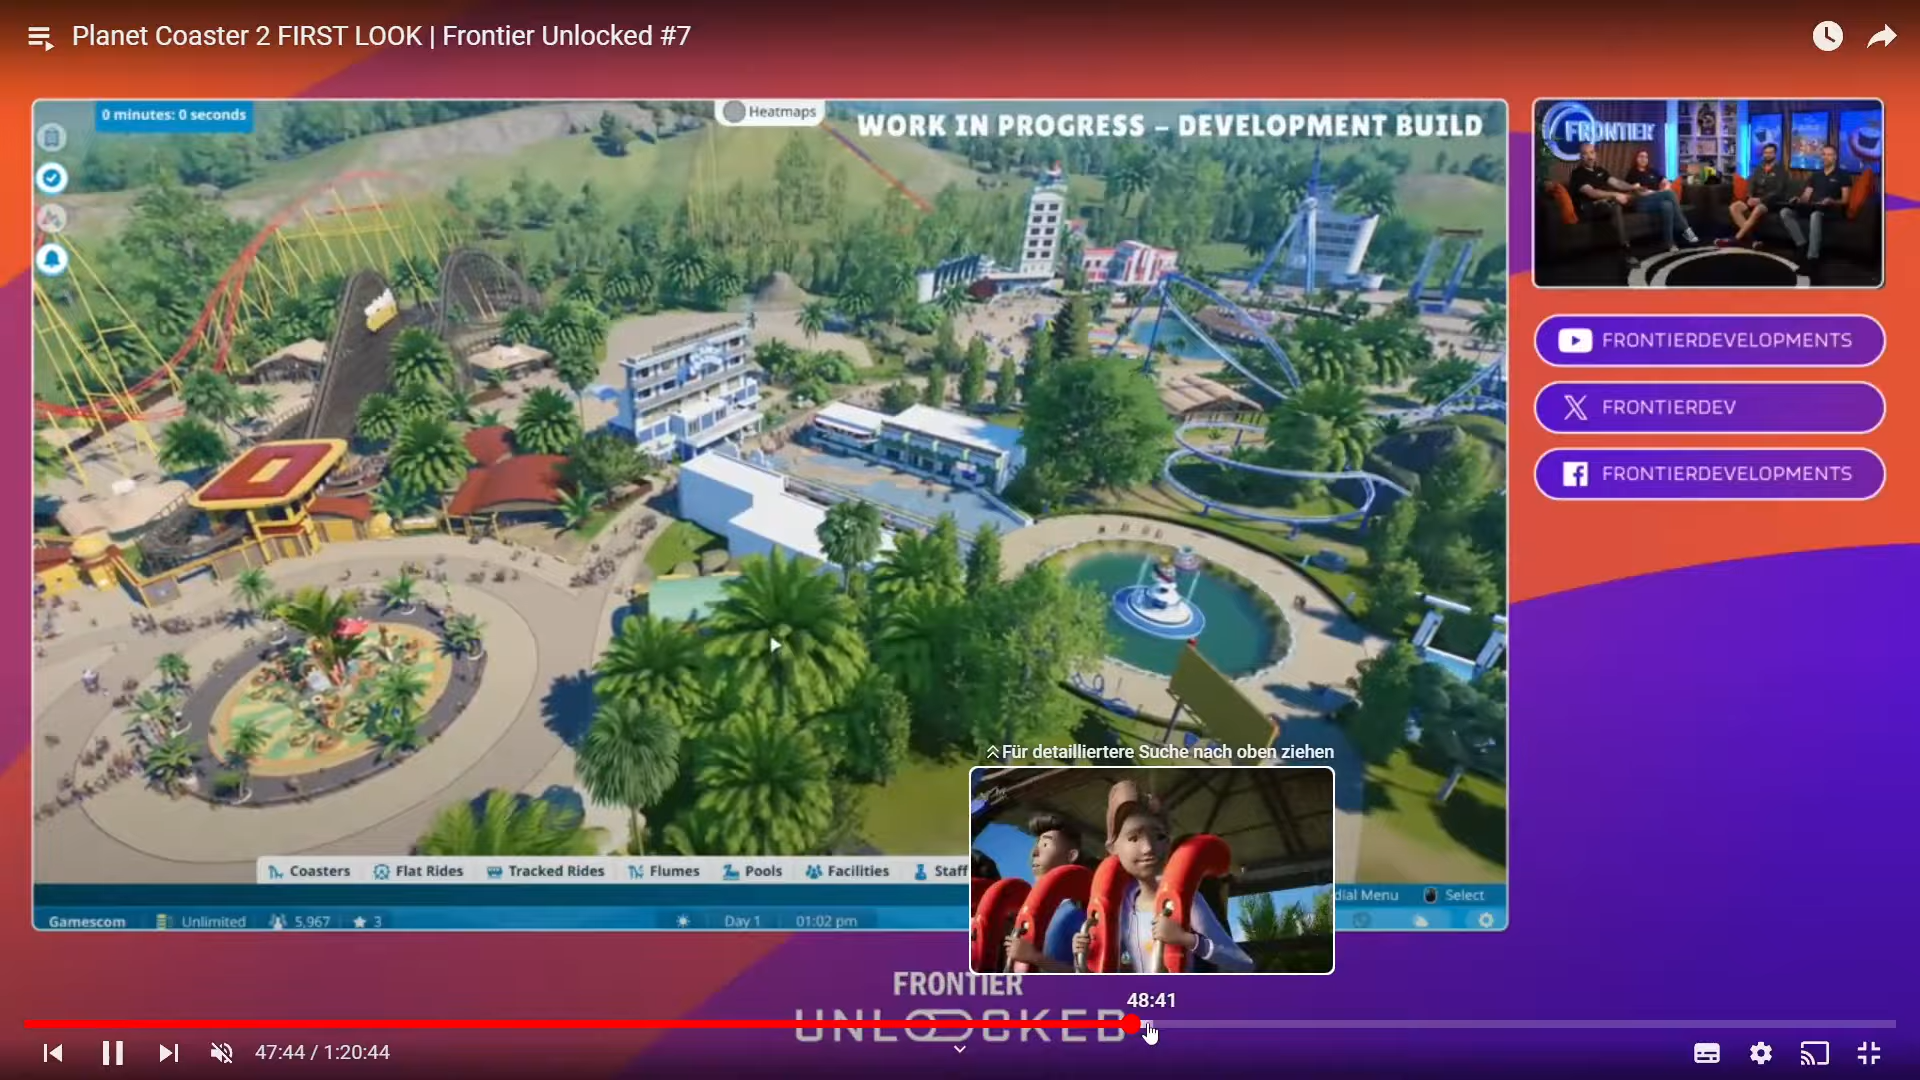 Planet Coaster 2 FIRST LOOK | Frontier Unlocked #7
0 minutes: 0 seconds
Heatmaps
WORK IN PROGRESS – DEVELOPMENT BUILD
FRONTIER
FRONTIERDEVELOPMENTS
FRONTIERDEV
FRONTIERDEVELOPMENTS
Für detailliertere Suche nach oben ziehen
Coasters Flat Rides Tracked Rides Flumes Pools Facilities Staff
Menu Select
Gamescom Unlimited 5,967 3 Day 1 01:02 pm
FRONTIER
UNLOCKED
48:41
47:44 / 1:20:44